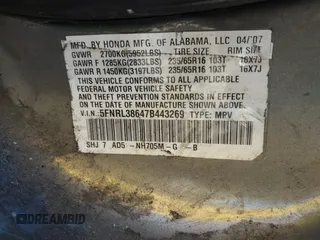 MFD. BY HONDA MFG. OF ALABAMA, LLC 04/07
GVWR 2700KG(5952LBS) TIRE SIZE RIM SIZE
GAWR F 1285KG(2833LBS) 235/65R16 103T 16X7J
GAWR R 1450KG(3197LBS) 235/65R16 103T 16X7J
THIS VEHICLE CONFORMS TO ALL APPLICABLE
FEDERAL MOTOR VEHICLE SAFETY AND THEFT
PREVENTION STANDARDS IN EFFECT ON THE DATE
OF MANUFACTURE SHOWN ABOVE.
V.I.N. 5FNRL38647B443269 TYPE: MPV
SHJ 7 AD5 - NH705M-G -B
DREAMBID